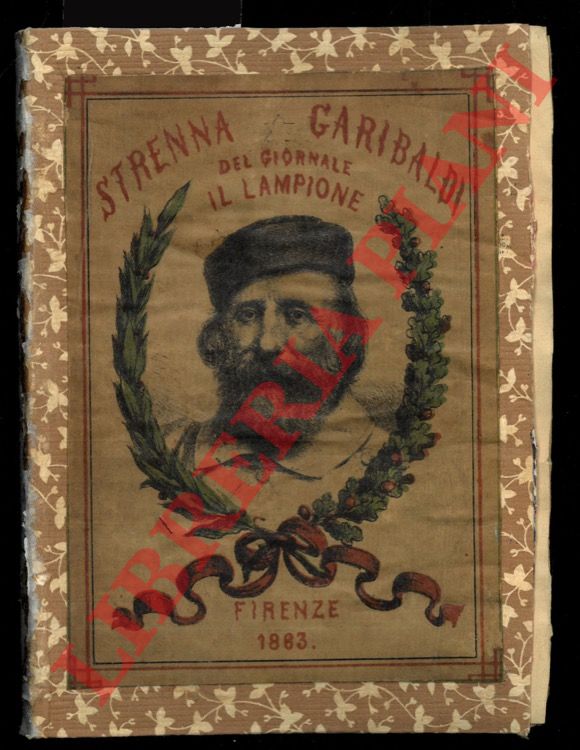 STRENNA GARIBALDI
DEL GIORNALE
IL LAMPIONE
FIRENZE
1863.
LIBRERIA PIANI